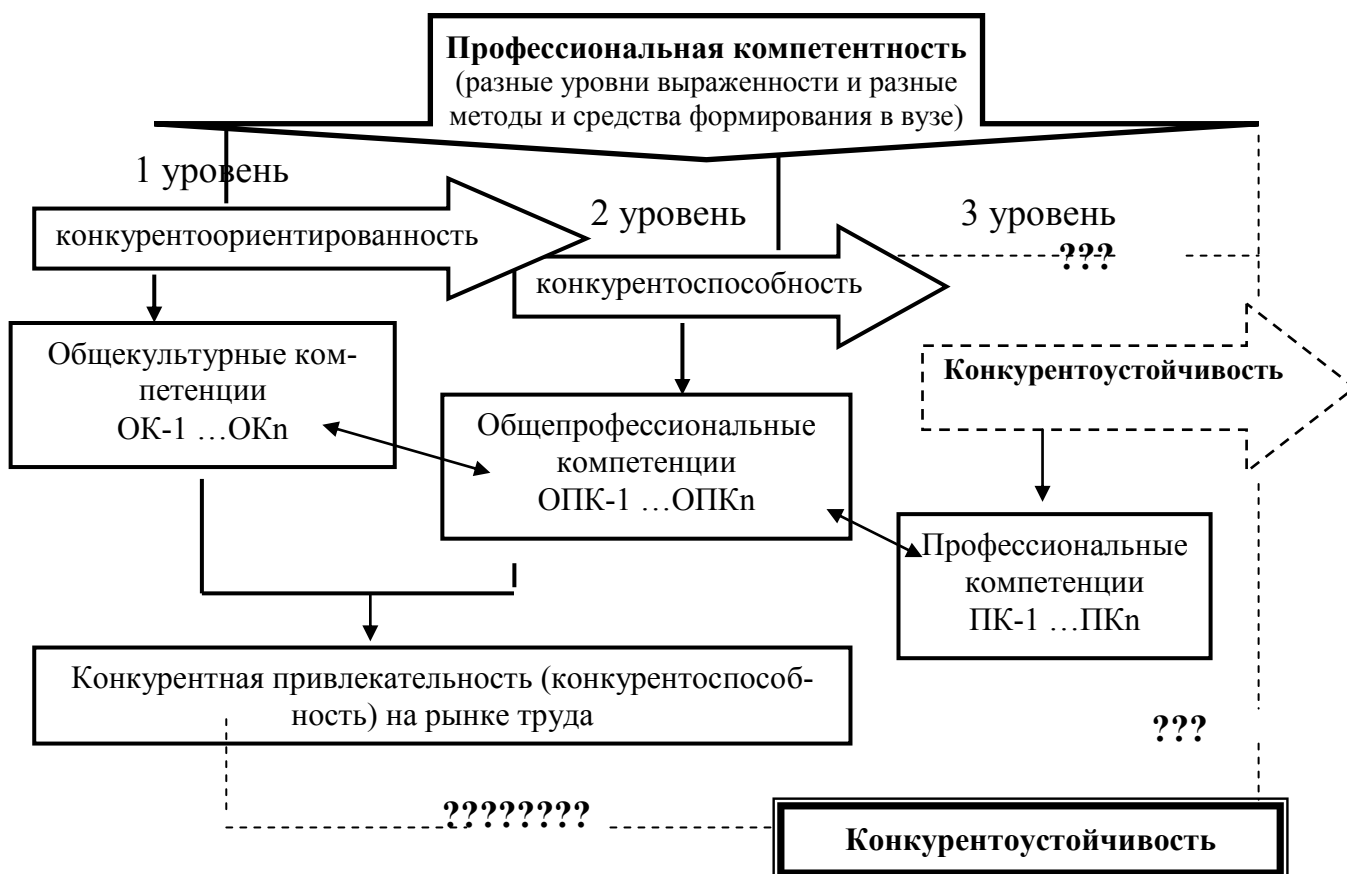 Профессиональная компетентность
(разные уровни выраженности и разные
методы и средства формирования в вузе)
1 уровень
конкурентоориентированность
2 уровень
конкурентоспособность
3 уровень
???
Конкурентоустойчивость
Общекультурные ком-
петенции
ОК-1 …ОКn
Общепрофессиональные
компетенции
ОПК-1 …ОПКn
Профессиональные
компетенции
ПК-1 …ПКn
Конкурентная привлекательность (конкурентоспособ-
ность) на рынке труда
???
????????
Конкурентоустойчивость